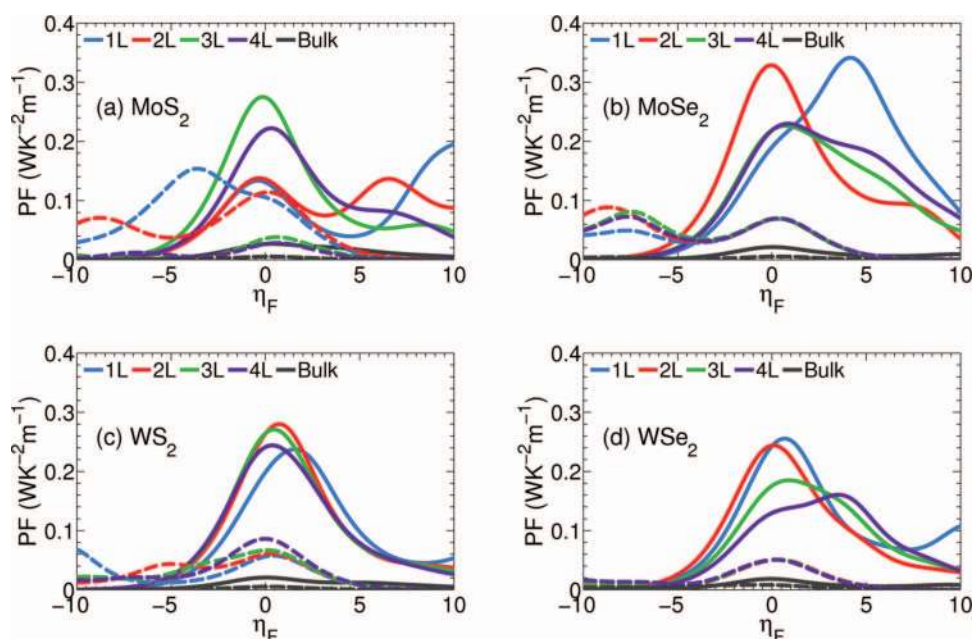 0.4
0.3
0.2
0.1
0
PF (WK⁻²m⁻¹)
1L 2L 3L 4L Bulk
(a) MoS₂
−10 −5 0 5 10
η_F
0.4
0.3
0.2
0.1
0
PF (WK⁻²m⁻¹)
1L 2L 3L 4L Bulk
(b) MoSe₂
−10 −5 0 5 10
η_F
0.4
0.3
0.2
0.1
0
PF (WK⁻²m⁻¹)
1L 2L 3L 4L Bulk
(c) WS₂
−10 −5 0 5 10
η_F
0.4
0.3
0.2
0.1
0
PF (WK⁻²m⁻¹)
1L 2L 3L 4L Bulk
(d) WSe₂
−10 −5 0 5 10
η_F